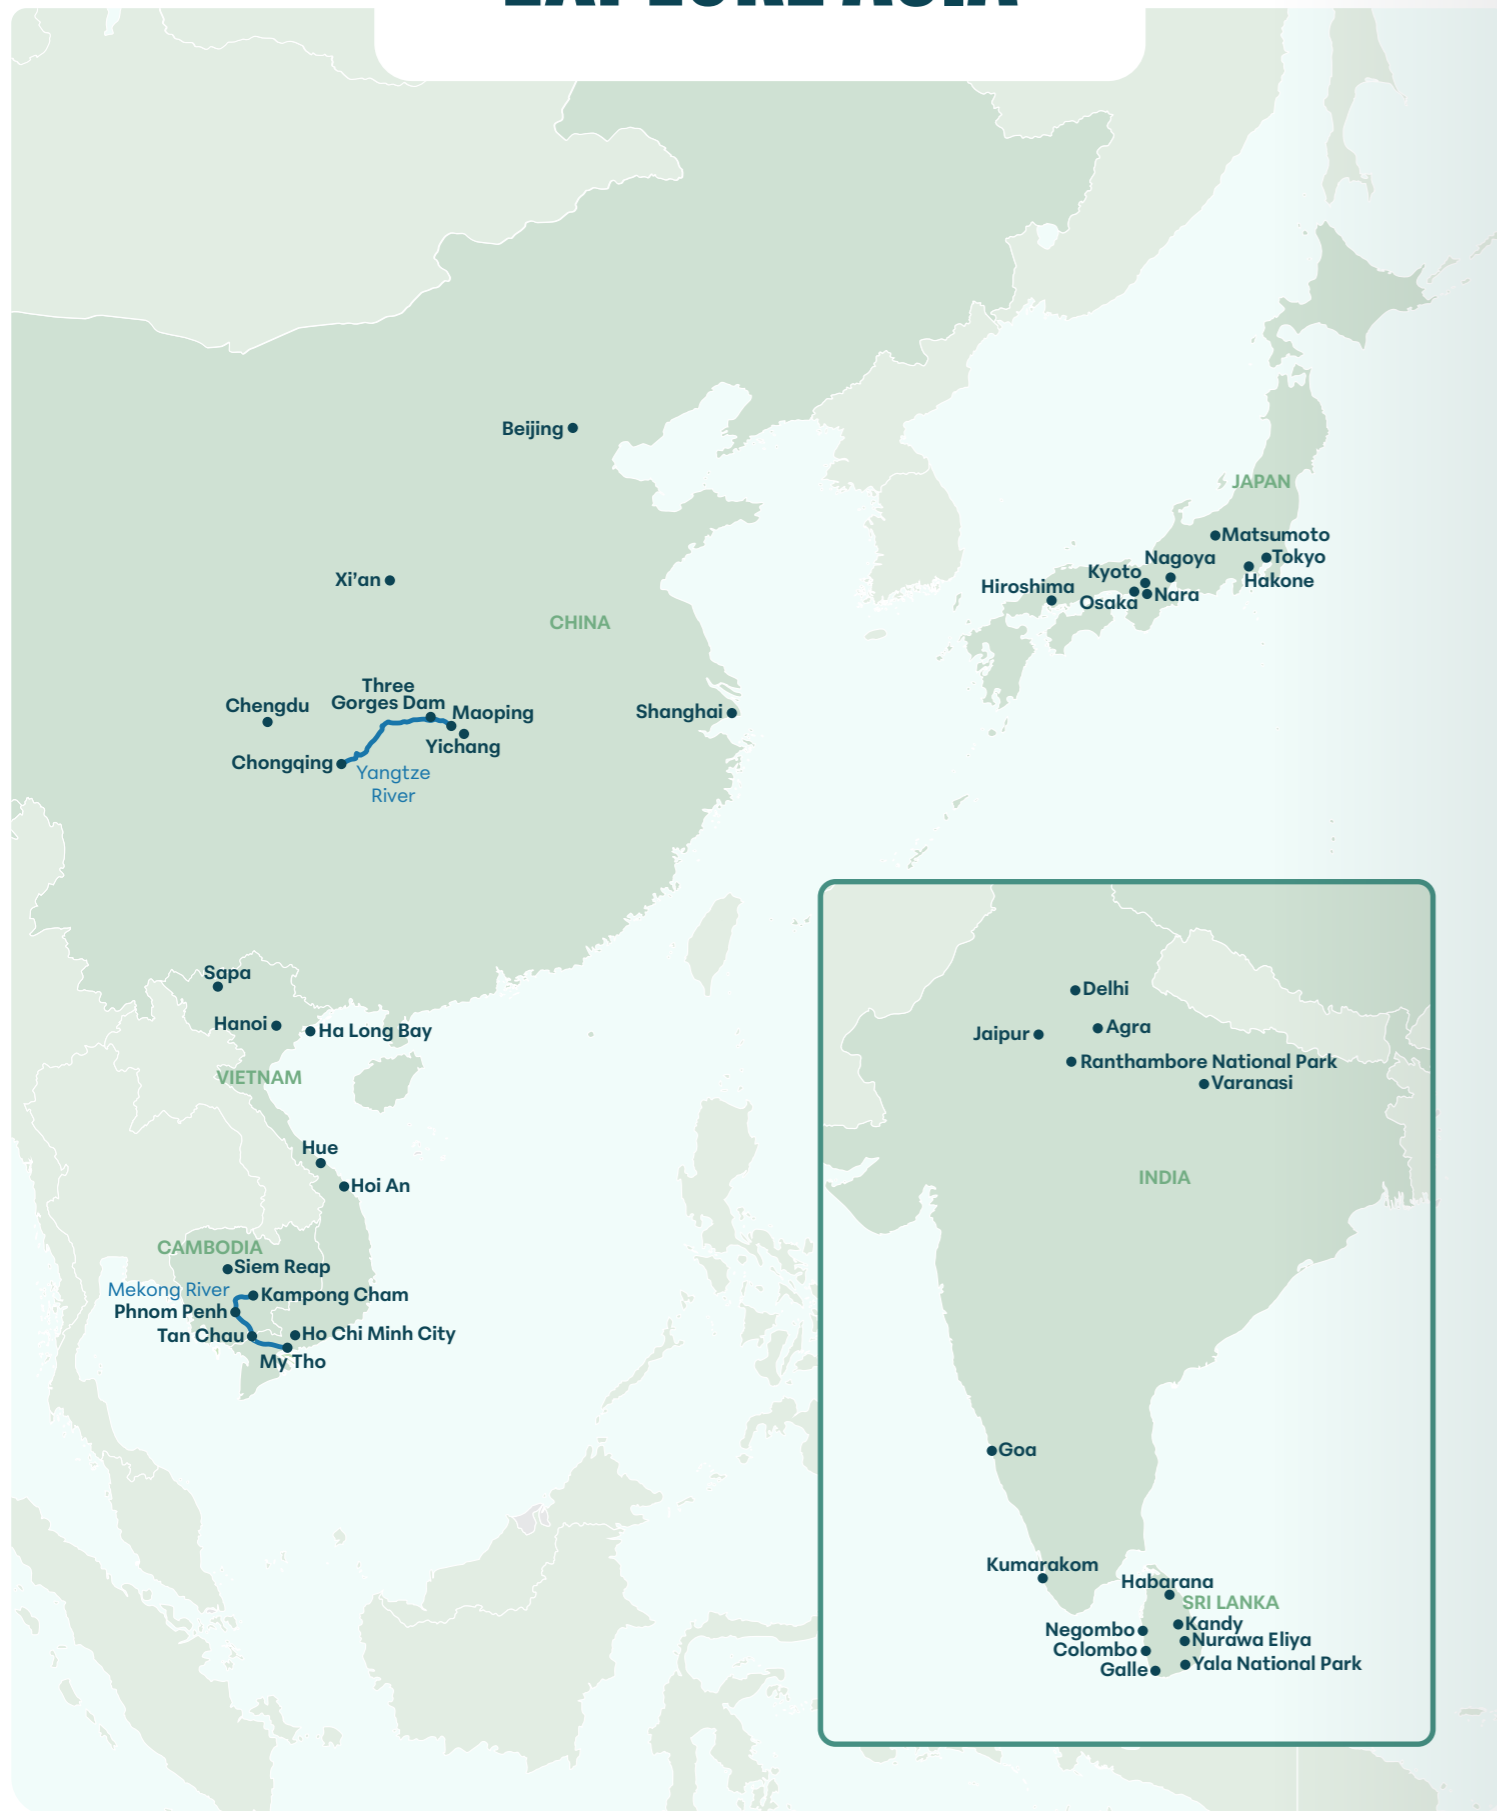 EXPLORE ASIA
Beijing
JAPAN
Matsumoto
Tokyo
Nagoya
Kyoto
Hakone
Hiroshima
Nara
Osaka
Xi’an
CHINA
Three
Gorges Dam
Chengdu
Maoping
Shanghai
Yichang
Chongqing
Yangtze
River
Sapa
Hanoi
Ha Long Bay
VIETNAM
Hue
Hoi An
CAMBODIA
Siem Reap
Mekong River
Kampong Cham
Phnom Penh
Tan Chau
Ho Chi Minh City
My Tho
Delhi
Agra
Jaipur
Ranthambore National Park
Varanasi
INDIA
Goa
Kumarakom
Habarana
SRI LANKA
Kandy
Negombo
Nurawa Eliya
Colombo
Yala National Park
Galle